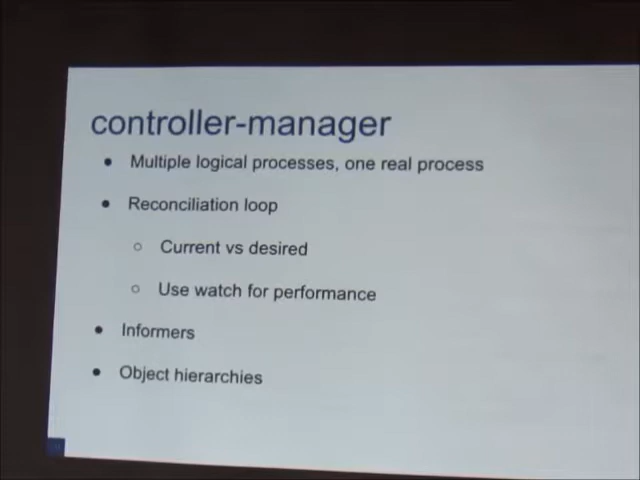 controller-manager
● Multiple logical processes, one real process
● Reconciliation loop
○ Current vs desired
○ Use watch for performance
● Informers
● Object hierarchies